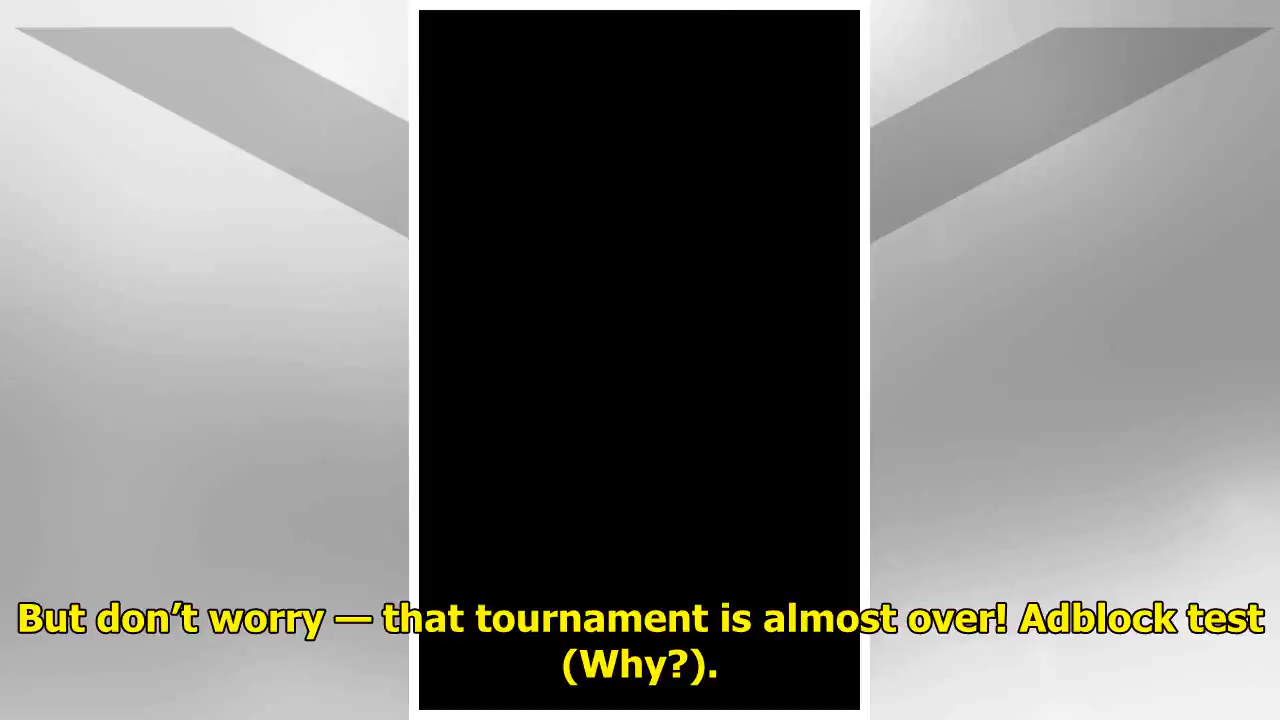 But don’t worry — that tournament is almost over! Adblock test
(Why?).